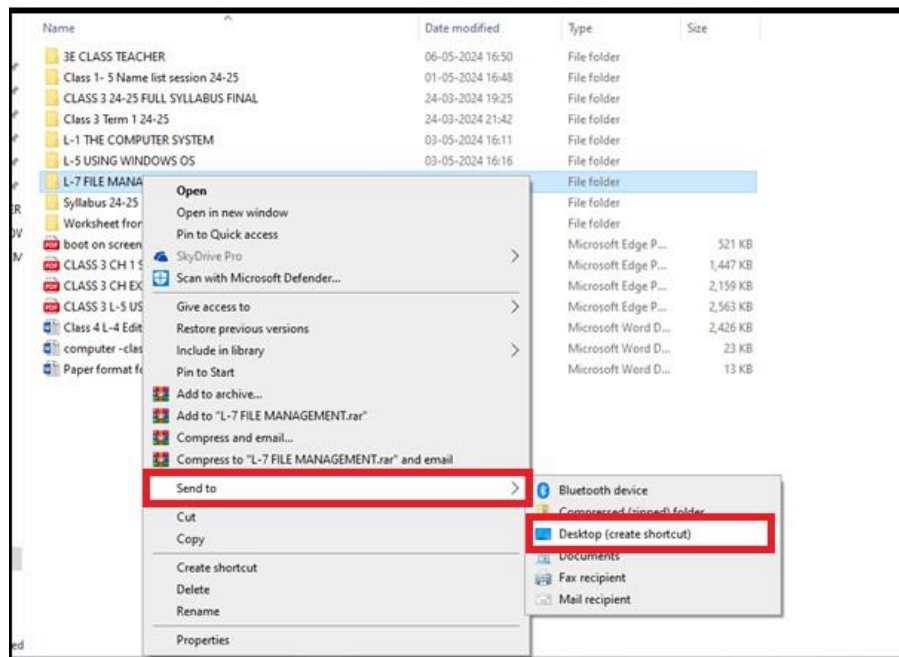 Name Date modified Type Size
3E CLASS TEACHER 06-05-2024 16:50 File folder
Class 1- 5 Name list session 24-25 01-05-2024 16:48 File folder
CLASS 3 24-25 FULL SYLLABUS FINAL 24-03-2024 19:25 File folder
Class 3 Term 1 24-25 24-03-2024 21:42 File folder
L-1 THE COMPUTER SYSTEM 03-05-2024 16:11 File folder
L-5 USING WINDOWS OS 03-05-2024 16:16 File folder
L-7 FILE MANA File folder
Syllabus 24-25 File folder
Worksheet fror File folder
boot on screen Microsoft Edge P... 521 KB
CLASS 3 CH 1 S Microsoft Edge P... 1,447 KB
CLASS 3 CH EX Microsoft Edge P... 2,159 KB
CLASS 3 L-5 US Microsoft Edge P... 2,563 KB
Class 4 L-4 Edit Microsoft Word D... 2,426 KB
computer -clas Microsoft Word D... 23 KB
Paper format fo Microsoft Word D... 13 KB
Open
Open in new window
Pin to Quick access
SkyDrive Pro
Scan with Microsoft Defender...
Give access to
Restore previous versions
Include in library
Pin to Start
Add to archive...
Add to "L-7 FILE MANAGEMENT.rar"
Compress and email...
Compress to "L-7 FILE MANAGEMENT.rar" and email
Send to
Cut
Copy
Create shortcut
Delete
Rename
Properties
Bluetooth device
Compressed (zipped) folder
Desktop (create shortcut)
Documents
Fax recipient
Mail recipient